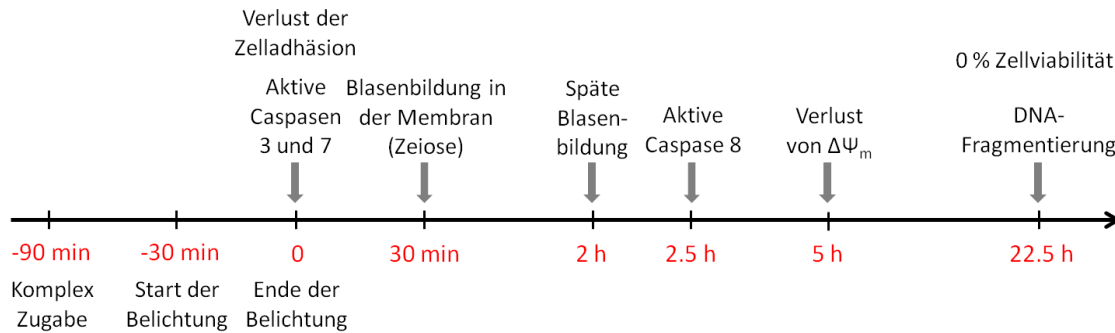 Verlust der
Zelladhäsion
Aktive
Caspasen
3 und 7
Blasenbildung in
der Membran
(Zeiose)
Späte
Blasen-
bildung
Aktive
Caspase 8
Verlust
von ΔΨm
0 % Zellviabilität
DNA-
Fragmentierung
-90 min
-30 min
0
30 min
2 h
2.5 h
5 h
22.5 h
Komplex
Zugabe
Start der
Belichtung
Ende der
Belichtung